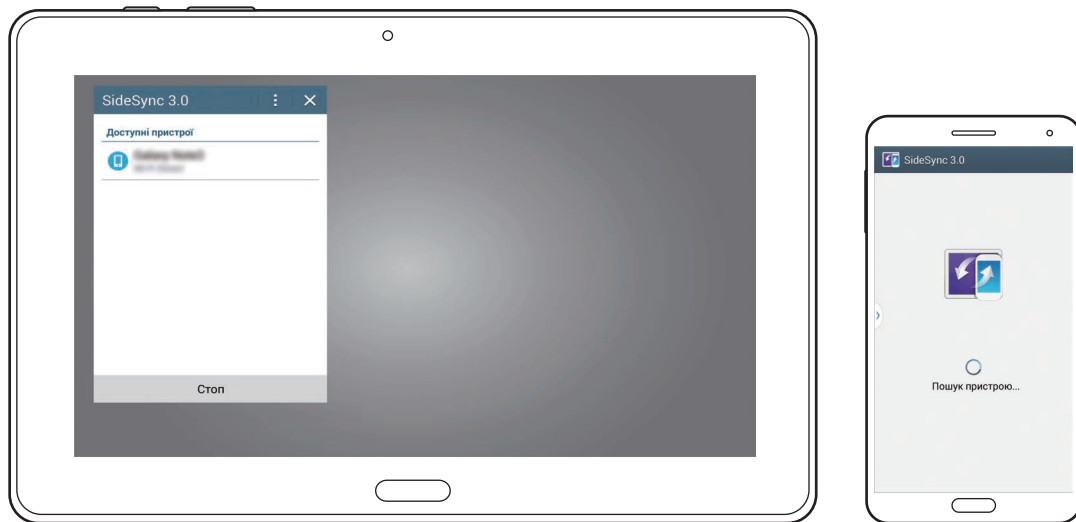 SideSync 3.0
Доступні пристрої
Стоп
SideSync 3.0
Пошук пристрою...